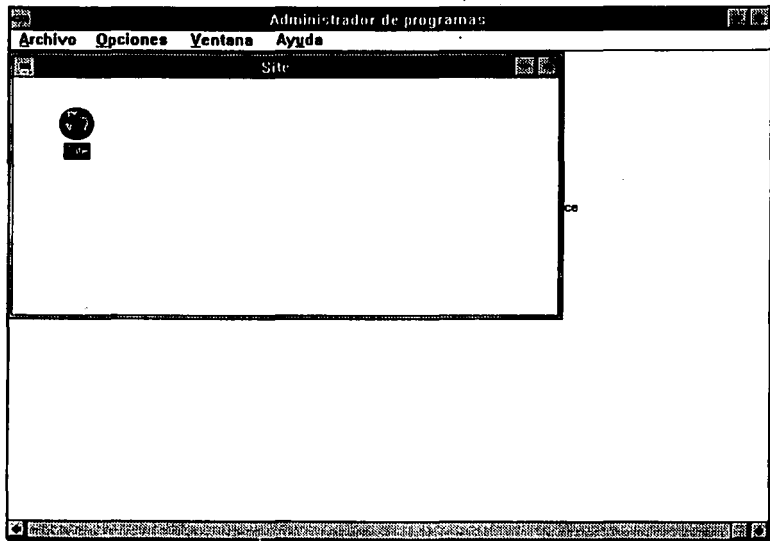 Administrador de programas
Archivo Opciones Ventana Ayuda
Site
ce